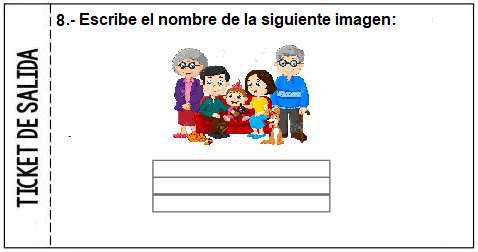 8.- Escribe el nombre de la siguiente imagen:
TICKET DE SALIDA